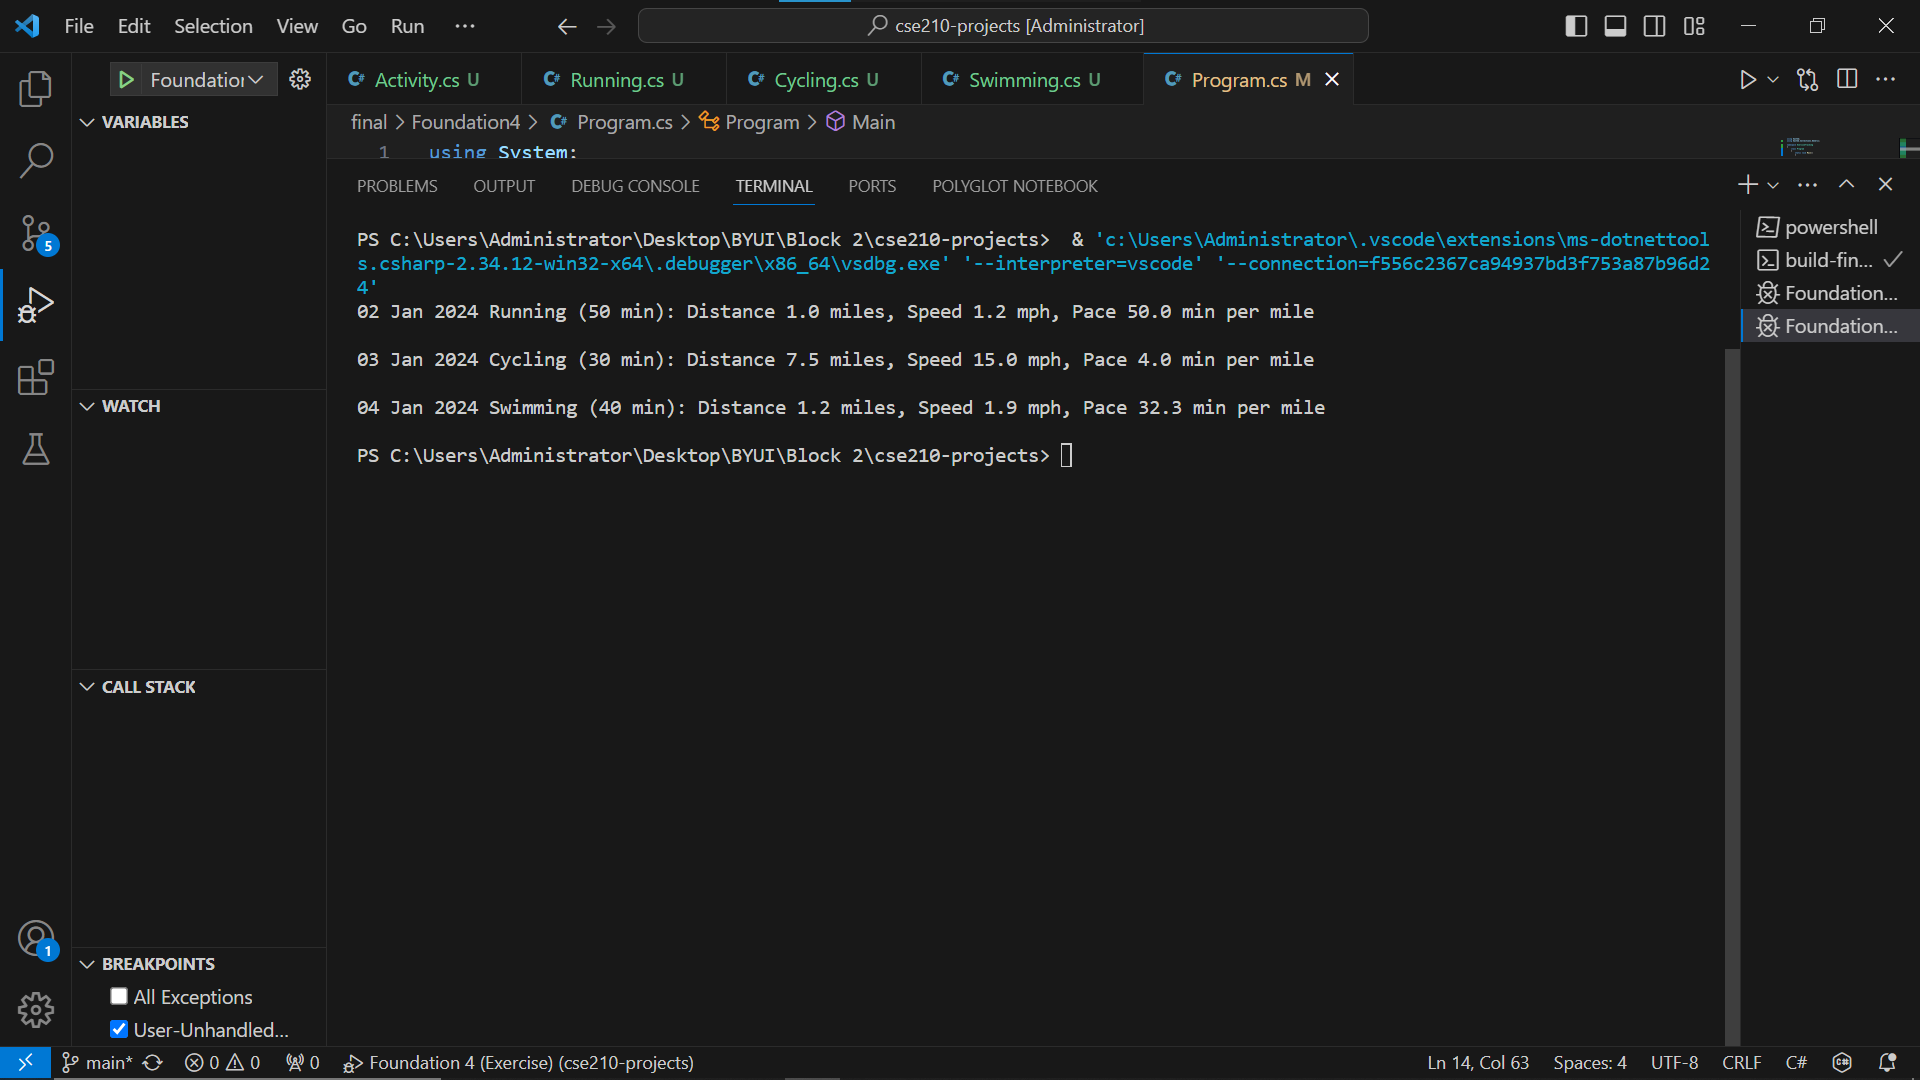 File Edit Selection View Go Run ··· cse210-projects [Administrator]
Foundation
Activity.cs U Running.cs U Cycling.cs U Swimming.cs U Program.cs M
VARIABLES
final > Foundation4 > Program.cs > Program > Main
1 using System;
PROBLEMS OUTPUT DEBUG CONSOLE TERMINAL PORTS POLYGLOT NOTEBOOK
PS C:\Users\Administrator\Desktop\BYUI\Block 2\cse210-projects>  & 'c:\Users\Administrator\.vscode\extensions\ms-dotnettool
s.csharp-2.34.12-win32-x64\.debugger\x86_64\vsdbg.exe' '--interpreter=vscode' '--connection=f556c2367ca94937bd3f753a87b96d2
4'
02 Jan 2024 Running (50 min): Distance 1.0 miles, Speed 1.2 mph, Pace 50.0 min per mile
03 Jan 2024 Cycling (30 min): Distance 7.5 miles, Speed 15.0 mph, Pace 4.0 min per mile
04 Jan 2024 Swimming (40 min): Distance 1.2 miles, Speed 1.9 mph, Pace 32.3 min per mile
PS C:\Users\Administrator\Desktop\BYUI\Block 2\cse210-projects>
powershell
build-fin...
Foundation...
Foundation...
5
WATCH
CALL STACK
1
BREAKPOINTS
All Exceptions
User-Unhandled...
main* 0 0 0 Foundation 4 (Exercise) (cse210-projects) Ln 14, Col 63 Spaces: 4 UTF-8 CRLF C#